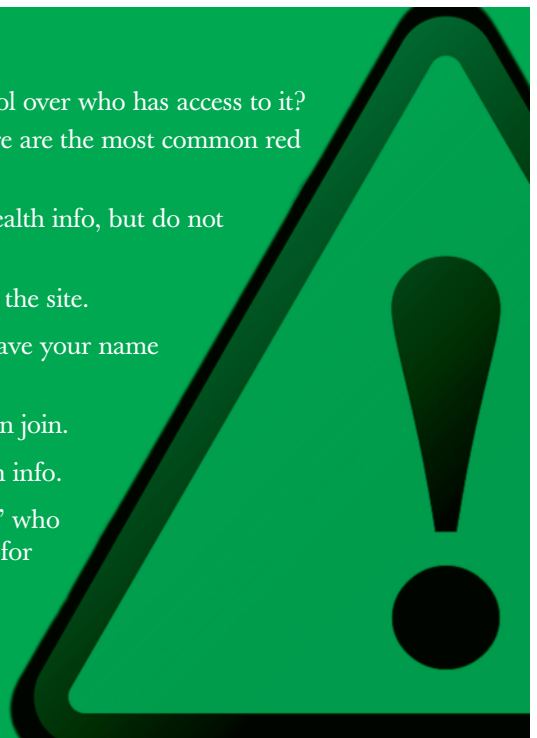 ol over who has access to it?
re are the most common red
ealth info, but do not
the site.
ave your name
n join.
n info.
” who
for